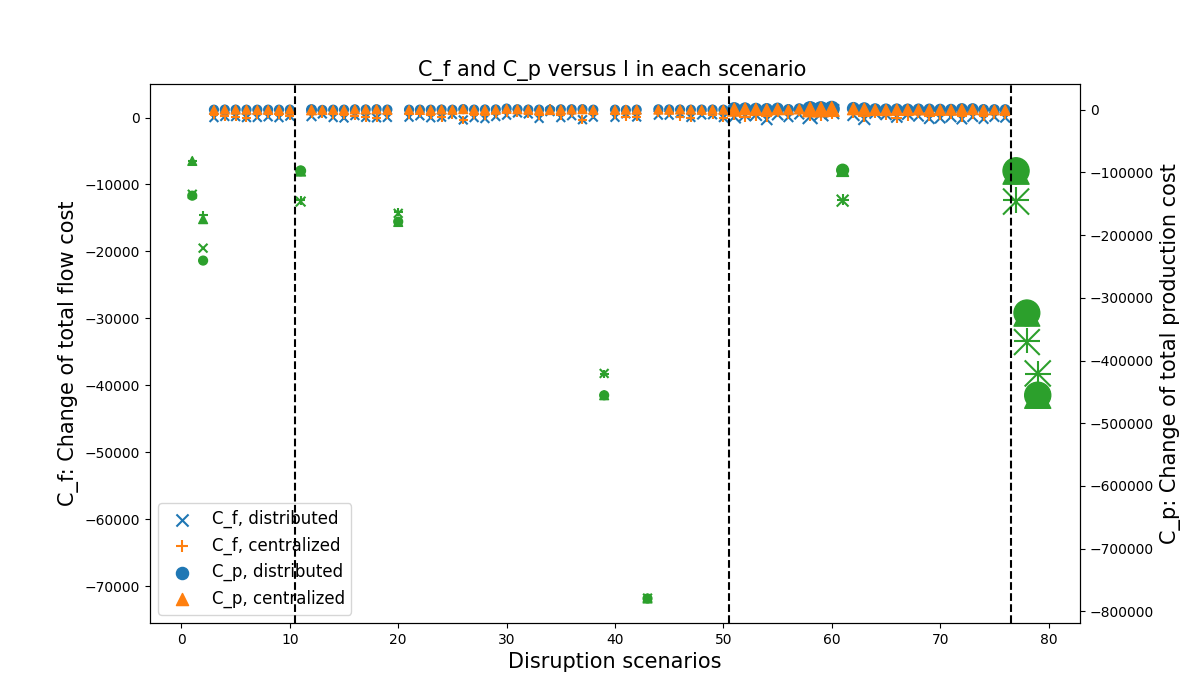 C_f and C_p versus l in each scenario
C_f: Change of total flow cost
0
−10000
−20000
−30000
−40000
−50000
−60000
−70000
C_f, distributed
C_f, centralized
C_p, distributed
C_p, centralized
0
−100000
−200000
−300000
−400000
−500000
−600000
−700000
−800000
C_p: Change of total production cost
0 10 20 30 40 50 60 70 80
Disruption scenarios